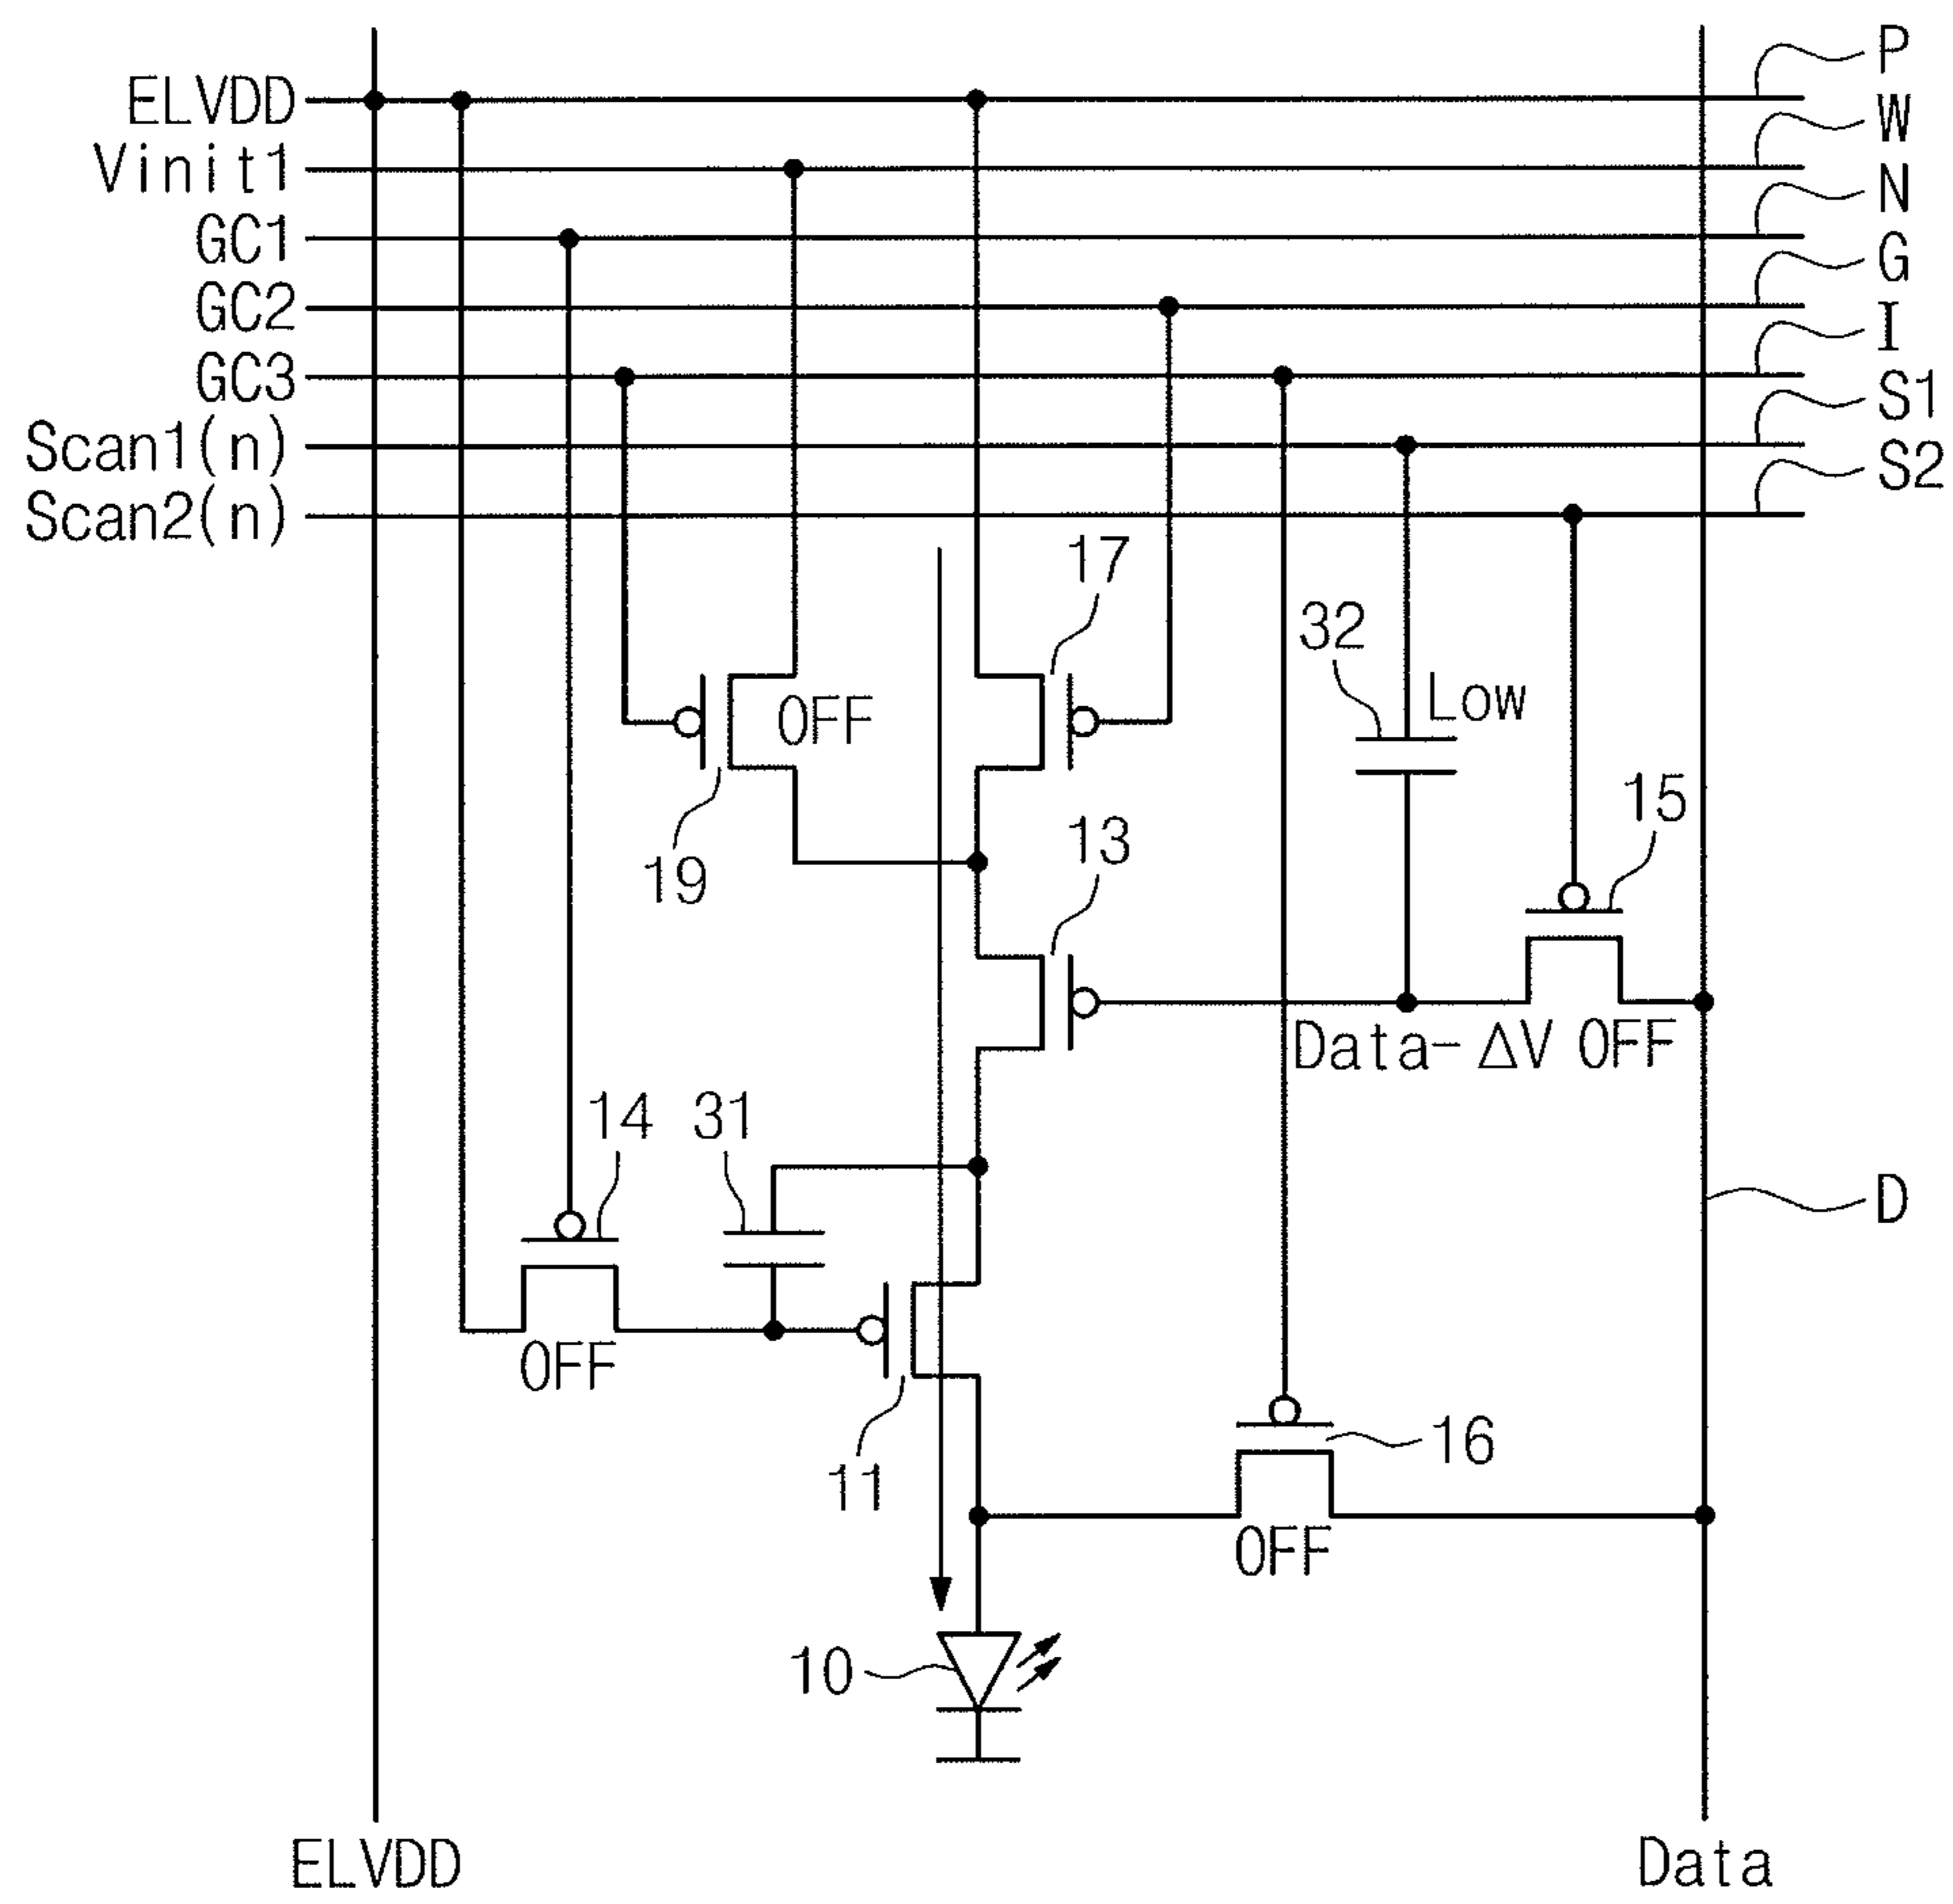 P
ELVDD
W
Vinit1
N
GC1
G
GC2
I
GC3
S1
Scan1(n)
S2
Scan2(n)
17
32
Low
OFF
15
13
19
Data-ΔV OFF
14
31
D
OFF
16
11
OFF
10
ELVDD
Data